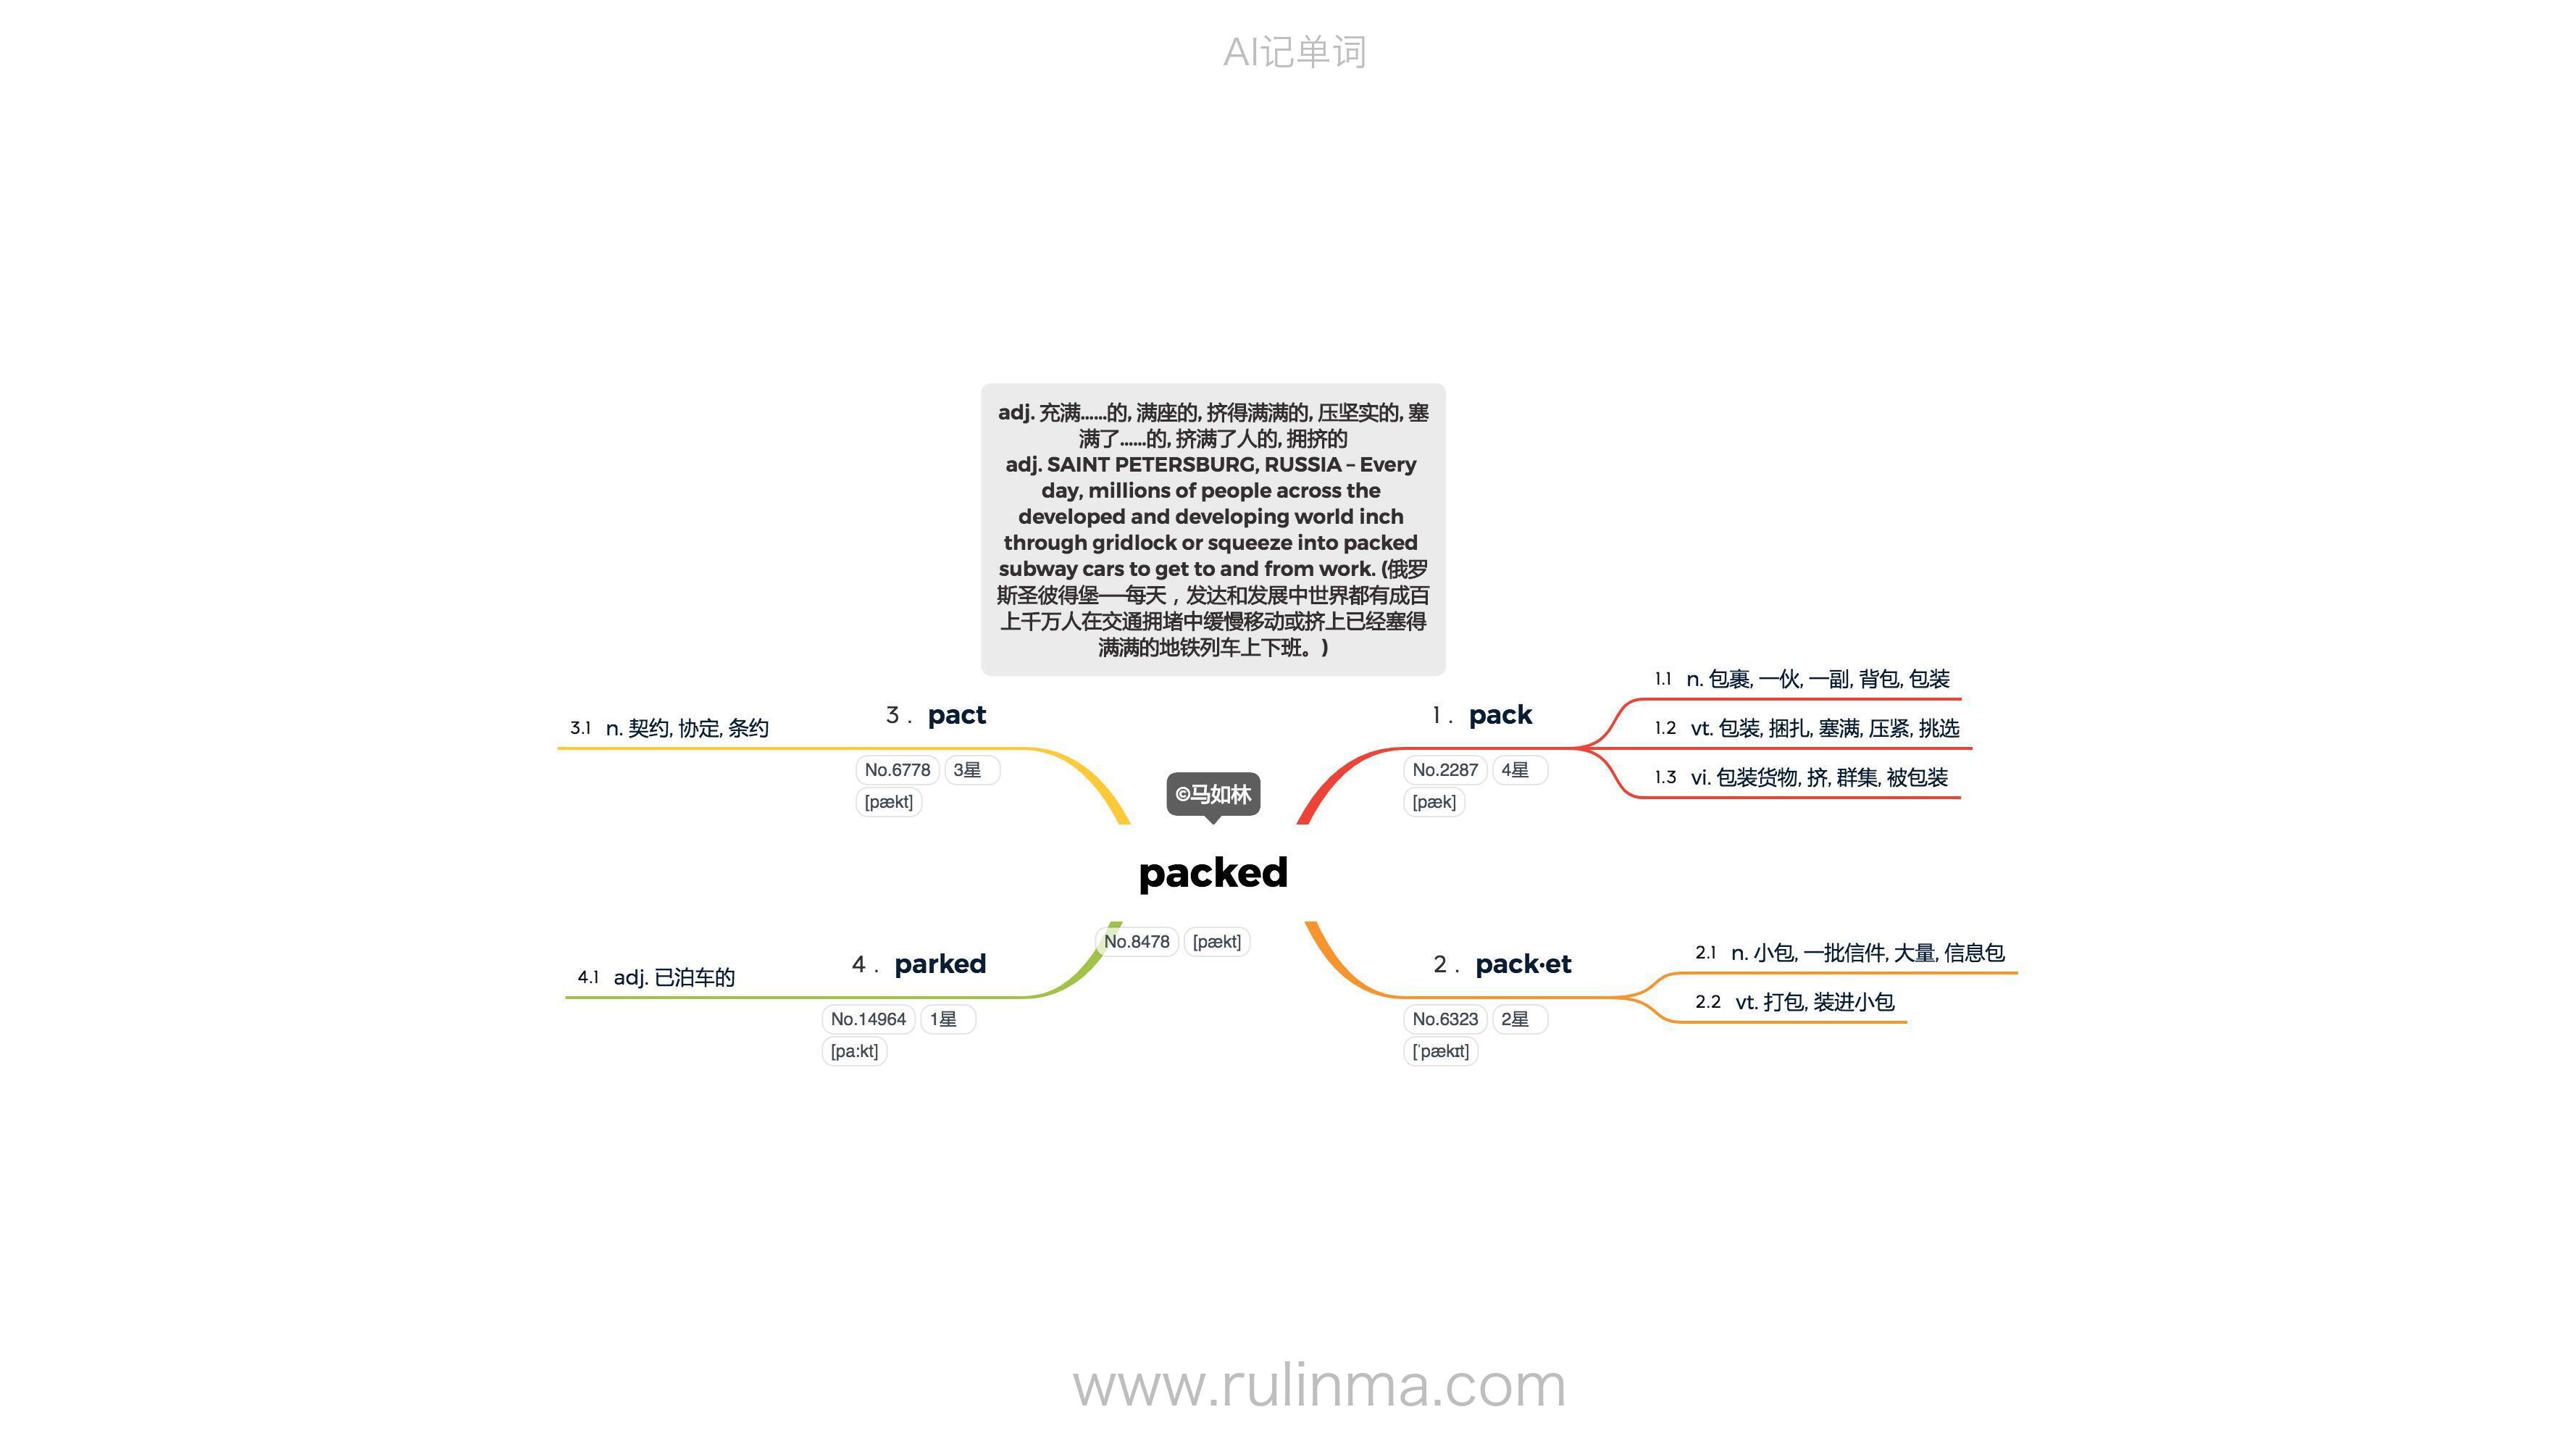 AI记单词
adj. 充满……的, 满座的, 挤得满满的, 压坚实的, 塞
满了……的, 挤满了人的, 拥挤的
adj. SAINT PETERSBURG, RUSSIA – Every
day, millions of people across the
developed and developing world inch
through gridlock or squeeze into packed
subway cars to get to and from work. (俄罗
斯圣彼得堡——每天，发达和发展中世界都有成百
上千万人在交通拥堵中缓慢移动或挤上已经塞得
满满的地铁列车上下班。)
©马如林
packed
No.8478 [pækt]
1. pack
No.2287 4星
[pæk]
1.1 n. 包裹, 一伙, 一副, 背包, 包装
1.2 vt. 包装, 捆扎, 塞满, 压紧, 挑选
1.3 vi. 包装货物, 挤, 群集, 被包装
2. pack·et
No.6323 2星
[ˈpækɪt]
2.1 n. 小包, 一批信件, 大量, 信息包
2.2 vt. 打包, 装进小包
3. pact
No.6778 3星
[pækt]
3.1 n. 契约, 协定, 条约
4. parked
No.14964 1星
[pa:kt]
4.1 adj. 已泊车的
www.rulinma.com